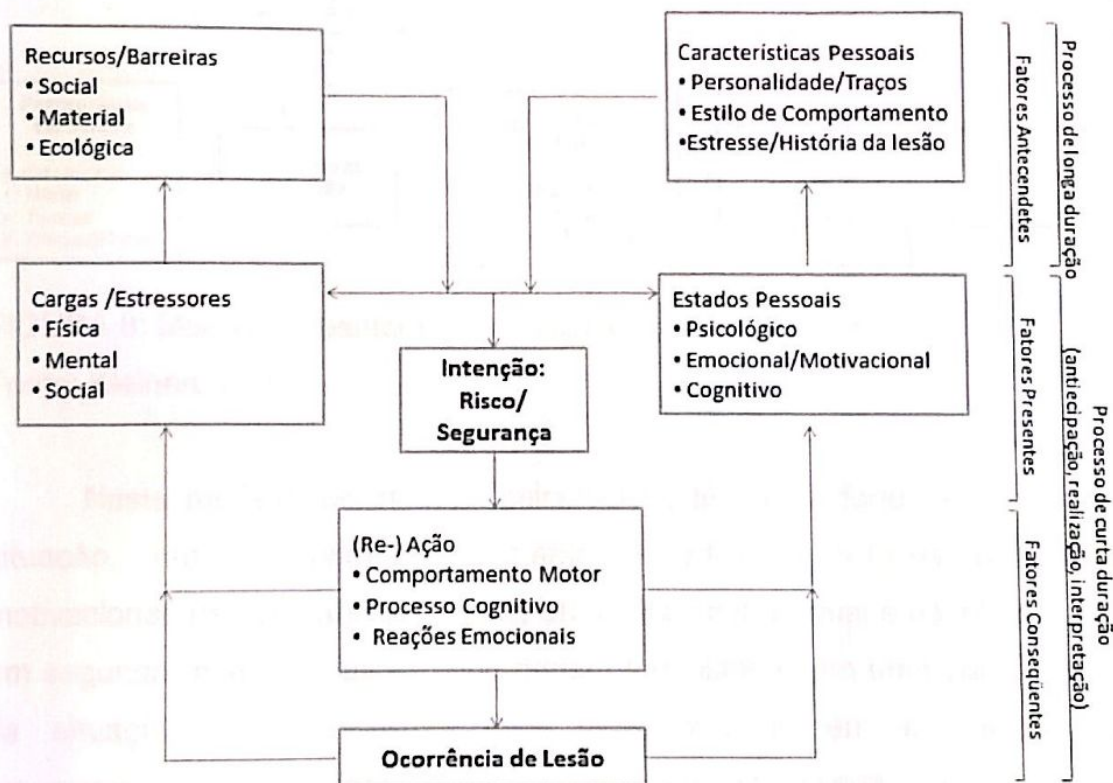 Recursos/Barreiras
• Social
• Material
• Ecológica
Características Pessoais
• Personalidade/Traços
• Estilo de Comportamento
•Estresse/História da lesão
Cargas /Estressores
• Física
• Mental
• Social
Intenção:
Risco/
Segurança
Estados Pessoais
• Psicológico
• Emocional/Motivacional
• Cognitivo
(Re-) Ação
• Comportamento Motor
• Processo Cognitivo
• Reações Emocionais
Ocorrência de Lesão
Fatores Antecendetes
Processo de longa duração
Fatores Presentes
Fatores Conseqüentes
(antiecipação, realização, interpretação)
Processo de curta duração